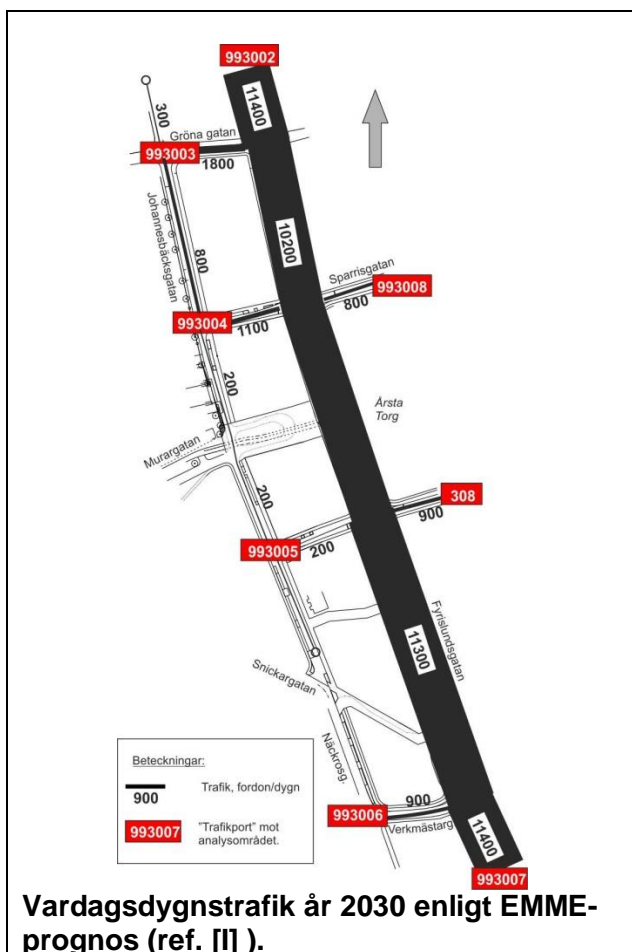 993002
11400
300
Gröna gatan
993003
1800
Johannesbäcksgatan
10200
800
Sparrisgatan
993008
800
993004
1100
200
Årsta
Torg
Murargatan
200
308
900
993005
200
Fyrislundsgatan
11300
Snickargatan
Näckrosg.
Beteckningar:
900
Trafik, fordon/dygn
993007
"Trafikport" mot
analysområdet.
993006
900
Verkmästarg
11400
993007
Vardagsdygnstrafik år 2030 enligt EMME-
prognos (ref. [I] ).